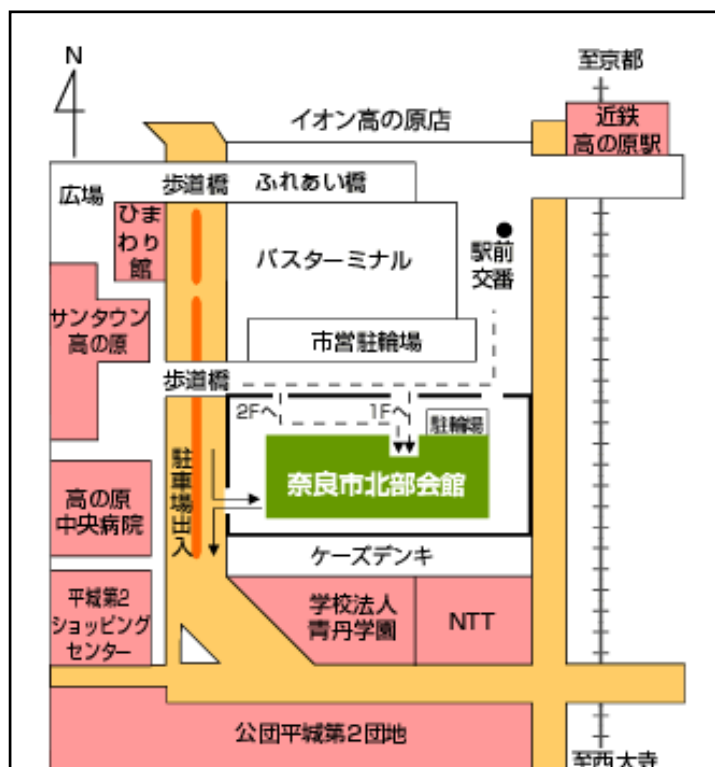 N
至京都
イオン高の原店
近鉄
高の原駅
広場
歩道橋
ふれあい橋
ひま
わり
館
バスターミナル
駅前
交番
サンタウン
高の原
市営駐輪場
歩道橋
2Fへ
1Fへ
駐輪場
駐車場出入
奈良市北部会館
高の原
中央病院
ケーズデンキ
平城第2
ショッピング
センター
学校法人
青丹学園
NTT
公団平城第2団地
至西大寺